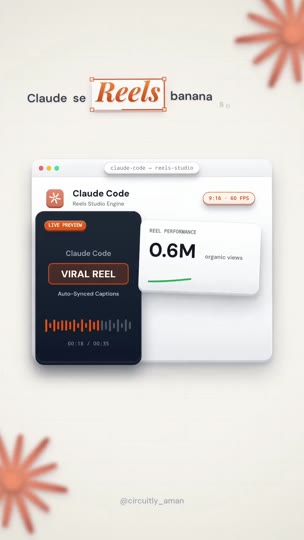 Claude se Reels banana
claude-code — reels-studio
Claude Code
Reels Studio Engine
9:16 · 60 FPS
LIVE PREVIEW
Claude Code
VIRAL REEL
Auto-Synced Captions
00:18 / 00:35
REEL PERFORMANCE
0.6M organic views
@circuitly_aman